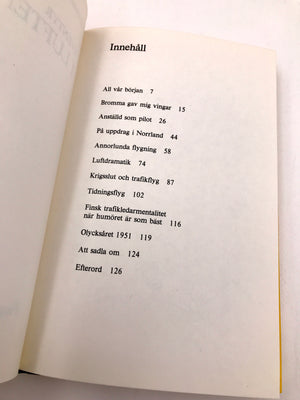 Innehåll
All vår början 7
Bromma gav mig vingar 15
Anställd som pilot 26
På uppdrag i Norrland 44
Annorlunda flygning 58
Luftdramatik 74
Krigsslut och trafikflyg 87
Tidningsflyg 102
Finsk trafikledarmentalitet
när humöret är som bäst 116
Olycksåret 1951 119
Att sadla om 124
Efterord 126